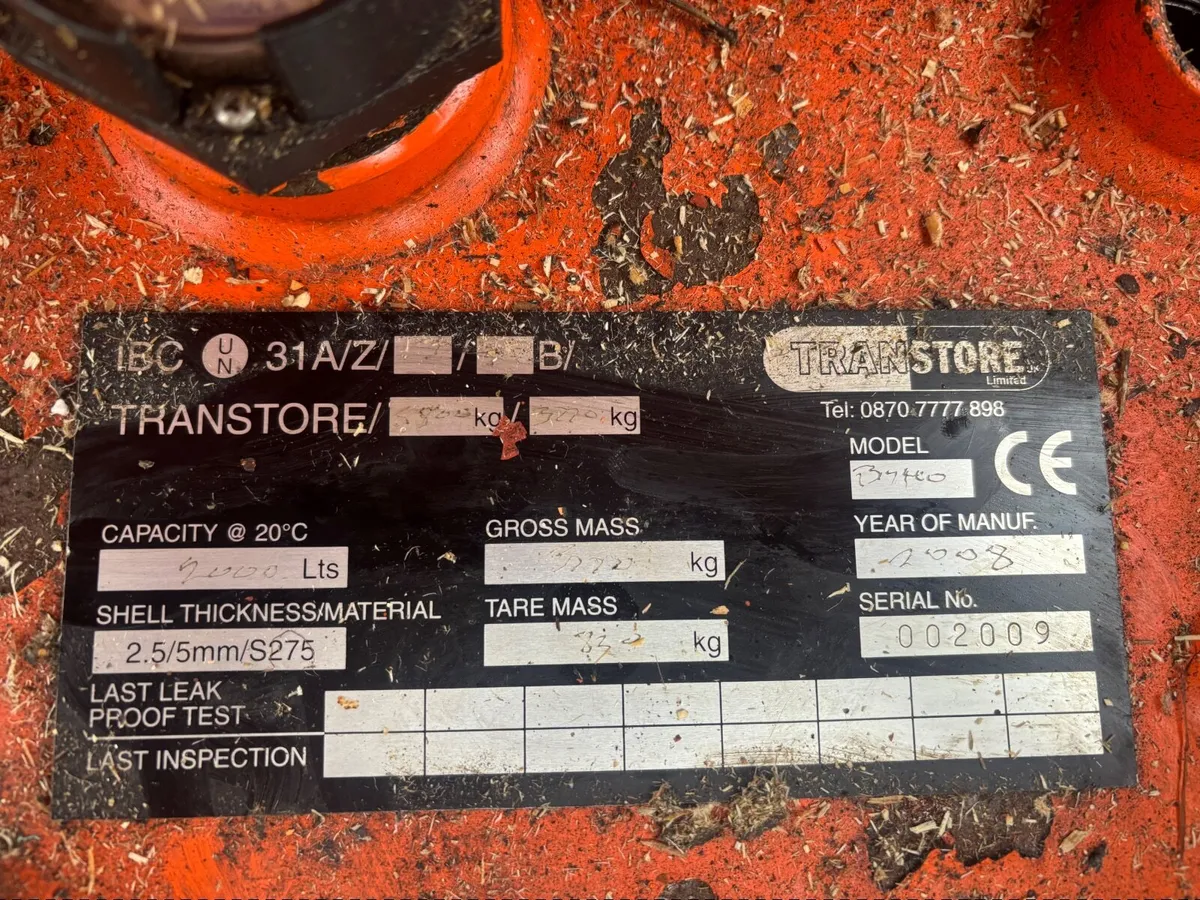 IBC UN 31A/Z/ / B/
TRANSTORE
Limited
TRANSTORE/ kg/ kg
Tel: 0870 7777 898
MODEL
CE
CAPACITY @ 20°C
Lts
GROSS MASS
kg
YEAR OF MANUF.
2008
SHELL THICKNESS/MATERIAL
2.5/5mm/S275
TARE MASS
kg
SERIAL No.
002009
LAST LEAK
PROOF TEST
LAST INSPECTION